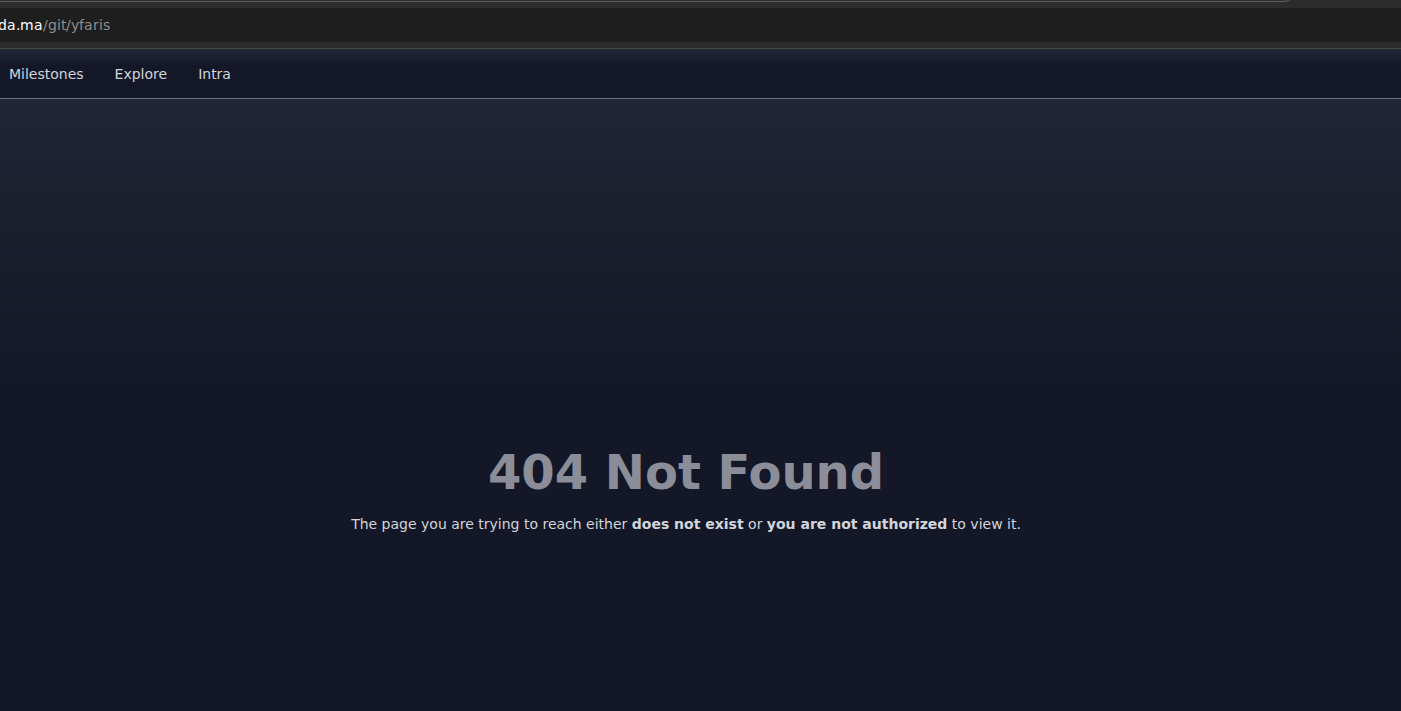 da.ma/git/yfaris
Milestones Explore Intra
404 Not Found
The page you are trying to reach either does not exist or you are not authorized to view it.